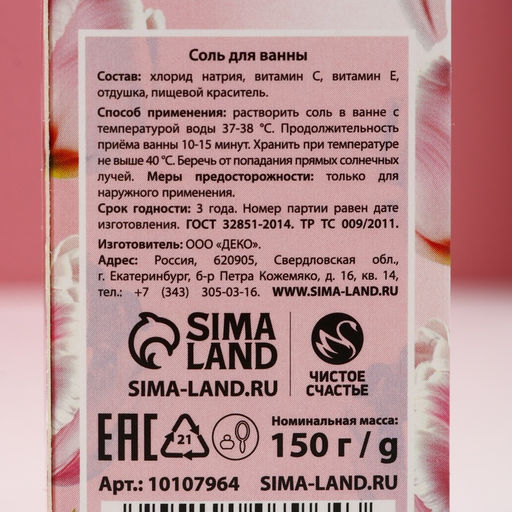 Соль для ванны
Состав: хлорид натрия, витамин С, витамин Е,
отдушка, пищевой краситель.
Способ применения: растворить соль в ванне с
температурой воды 37-38 °С. Продолжительность
приёма ванны 10-15 минут. Хранить при температуре
не выше 40 °С. Беречь от попадания прямых солнечных
лучей. Меры предосторожности: только для
наружного применения.
Срок годности: 3 года. Номер партии равен дате
изготовления. ГОСТ 32851-2014. ТР ТС 009/2011.
Изготовитель: ООО «ДЕКО».
Адрес: Россия, 620905, Свердловская обл.,
г. Екатеринбург, б-р Петра Кожемяко, д. 16, кв. 14,
тел.: +7 (343) 305-03-16. WWW.SIMA-LAND.RU
SIMA
LAND
SIMA-LAND.RU
ЧИСТОЕ
СЧАСТЬЕ
EAC
21
Номинальная масса:
150 г / g
Арт.: 10107964 SIMA-LAND.RU